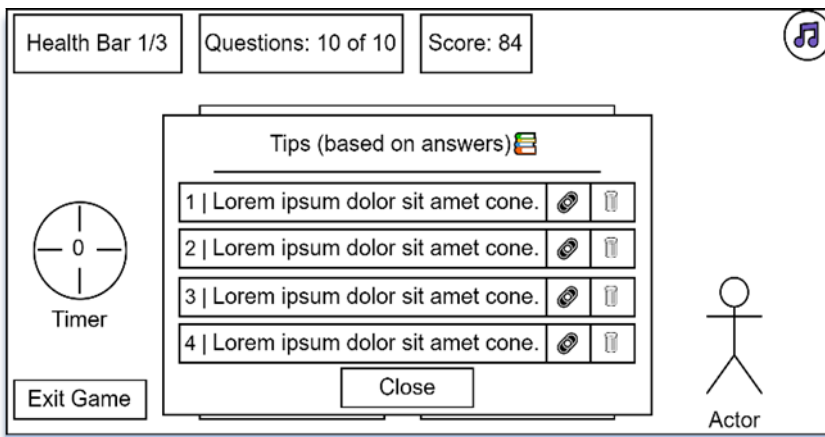 Health Bar 1/3
Questions: 10 of 10
Score: 84
Tips (based on answers)
1 | Lorem ipsum dolor sit amet cone.
2 | Lorem ipsum dolor sit amet cone.
3 | Lorem ipsum dolor sit amet cone.
4 | Lorem ipsum dolor sit amet cone.
0
Timer
Close
Exit Game
Actor